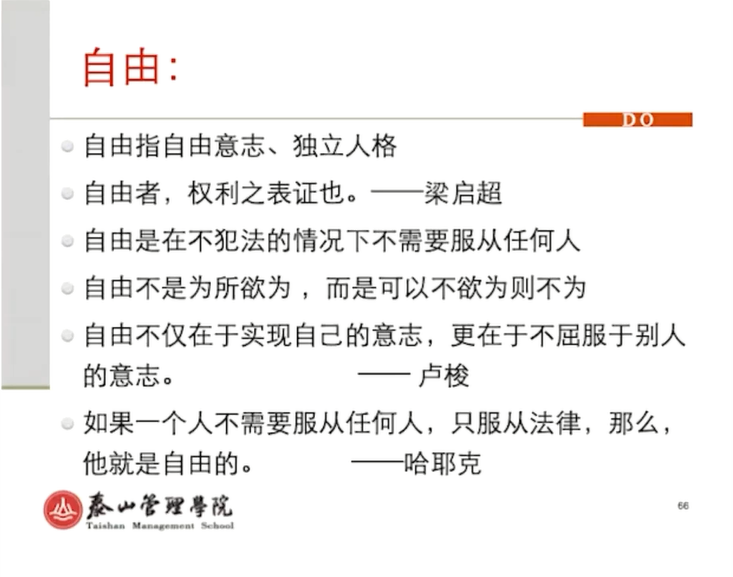 自由：
DO
自由指自由意志、独立人格
自由者，权利之表证也。——梁启超
自由是在不犯法的情况下不需要服从任何人
自由不是为所欲为 ，而是可以不欲为则不为
自由不仅在于实现自己的意志，更在于不屈服于别人
的意志。 —— 卢梭
如果一个人不需要服从任何人，只服从法律，那么，
他就是自由的。 ——哈耶克
泰山管理學院
Taishan Management School
66